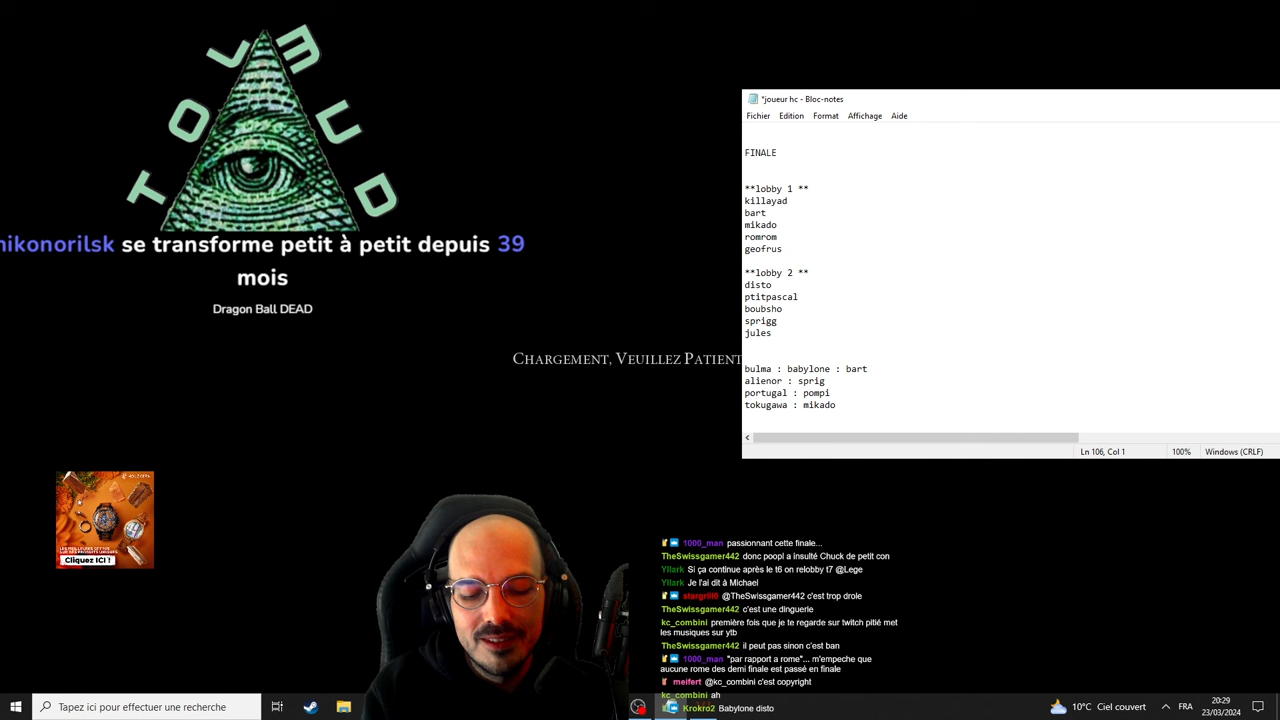 TOLEUD
nikonorilsk se transforme petit à petit depuis 39
mois
Dragon Ball DEAD
Chargement, Veuillez Patient
*joueur hc - Bloc-notes
Fichier Edition Format Affichage Aide
FINALE
**lobby 1 **
killayad
bart
mikado
romrom
geofrus
**lobby 2 **
disto
ptitpascal
boubsho
sprigg
jules
bulma : babylone : bart
alienor : sprig
portugal : pompi
tokugawa : mikado
Ln 106, Col 1 100% Windows (CRLF)
Cliquez ICI !
1000_man passionnant cette finale...
TheSwissgamer442 donc poopl a insulté Chuck de petit con
Yllark Si ça continue après le t6 on relobby t7 @Lege
Yllark Je l'ai dit à Michael
stargrill0 @TheSwissgamer442 c'est trop drole
TheSwissgamer442 c'est une dinguerie
kc_combini première fois que je te regarde sur twitch pitié met
les musiques sur ytb
TheSwissgamer442 il peut pas sinon c'est ban
1000_man "par rapport a rome"... m'empeche que
aucune rome des demi finale est passé en finale
meifert @kc_combini c'est copyright
kc_combini ah
Krokro2 Babylone disto
Tapez ici pour effectuer une recherche
10°C Ciel couvert
FRA
20:29
23/03/2024